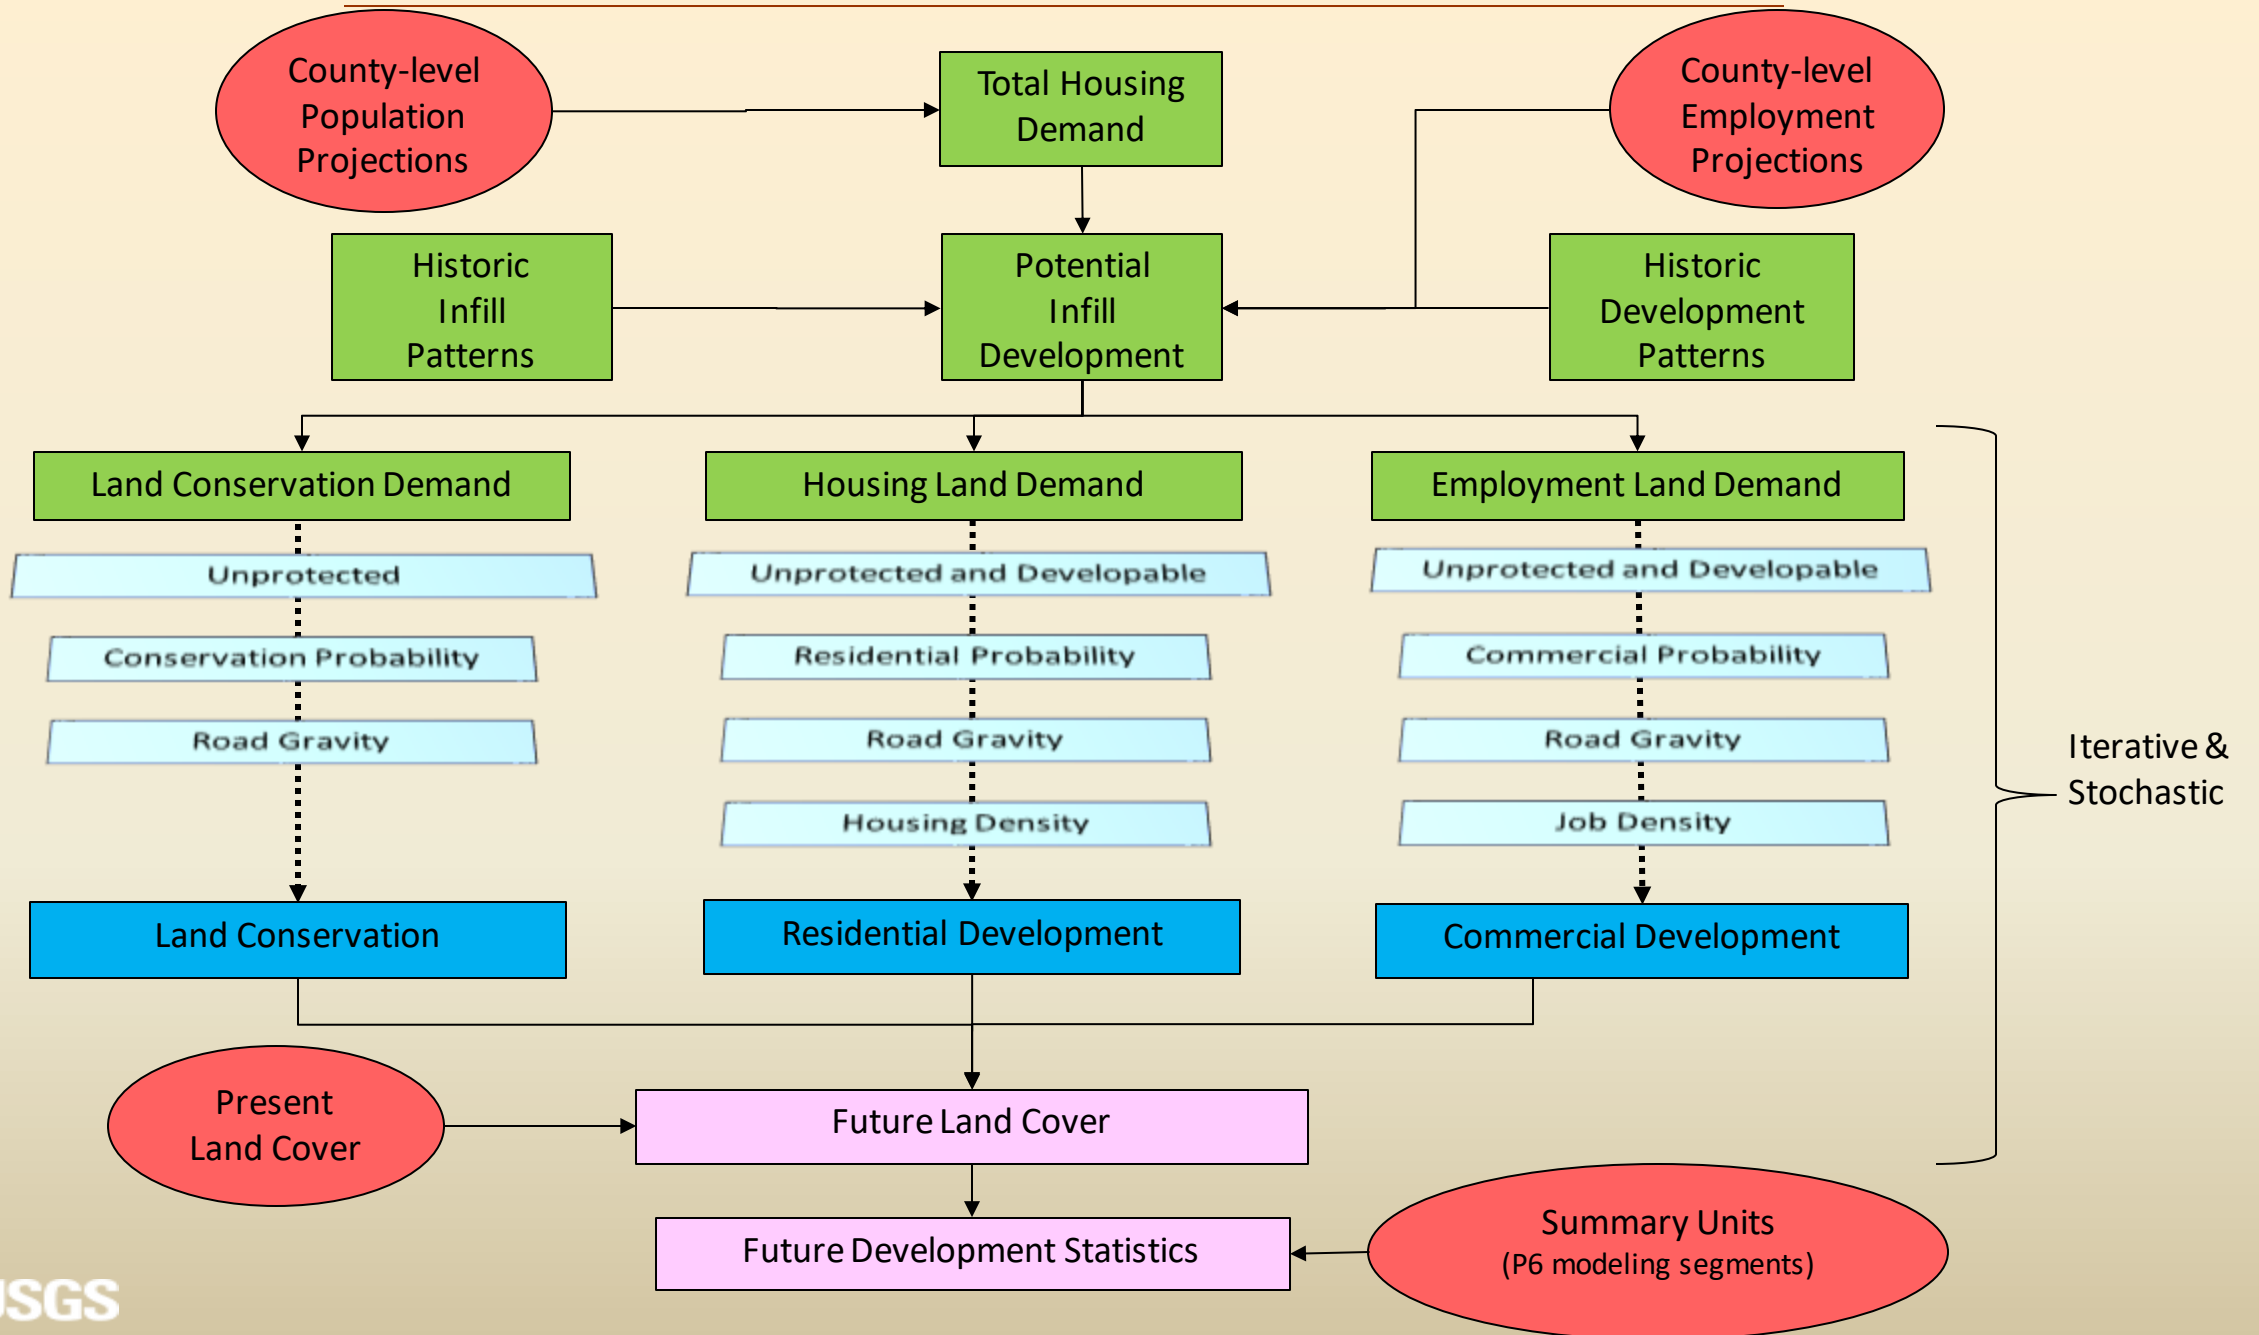 County-level
Population
Projections
Total Housing
Demand
County-level
Employment
Projections
Historic
Infill
Patterns
Potential
Infill
Development
Historic
Development
Patterns
Land Conservation Demand
Housing Land Demand
Employment Land Demand
Unprotected
Unprotected and Developable
Unprotected and Developable
Conservation Probability
Residential Probability
Commercial Probability
Road Gravity
Road Gravity
Road Gravity
Housing Density
Job Density
Iterative &
Stochastic
Land Conservation
Residential Development
Commercial Development
Present
Land Cover
Future Land Cover
Future Development Statistics
Summary Units
(P6 modeling segments)
USGS